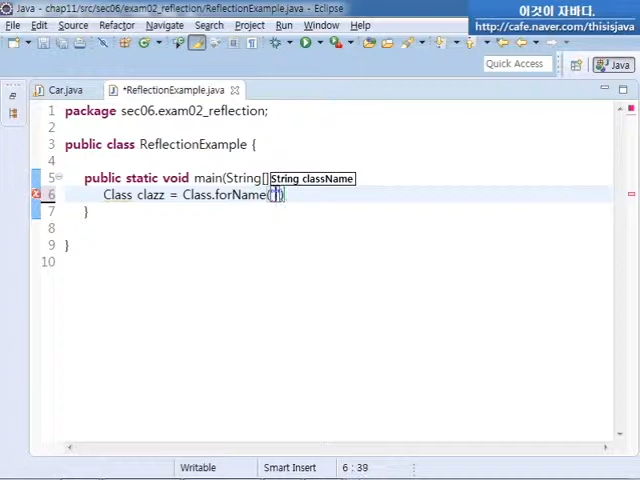 Java - chap11/src/sec06/exam02_reflection/ReflectionExample.java - Eclipse
이것이 자바다.
http://cafe.naver.com/thisisjava
File Edit Source Refactor Navigate Search Project Run Window Help
Quick Access Java
Car.java *ReflectionExample.java
1 package sec06.exam02_reflection;
2
3 public class ReflectionExample {
4
String className
5 public static void main(String[]
6 Class clazz = Class.forName("")
7 }
8
9 }
10
Writable Smart Insert 6 : 39